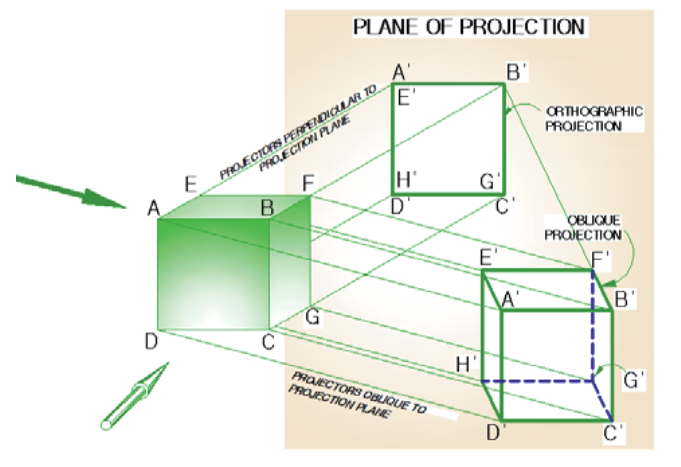 PLANE OF PROJECTION
A' B'
E'
ORTHOGRAPHIC
PROJECTION
PROJECTORS PERPENDICULAR TO
PROJECTION PLANE
E F
H' G'
A B
D' C'
OBLIQUE
PROJECTION
E' F'
A' B'
G
D C
H' G'
PROJECTORS OBLIQUE TO
PROJECTION PLANE
D' C'